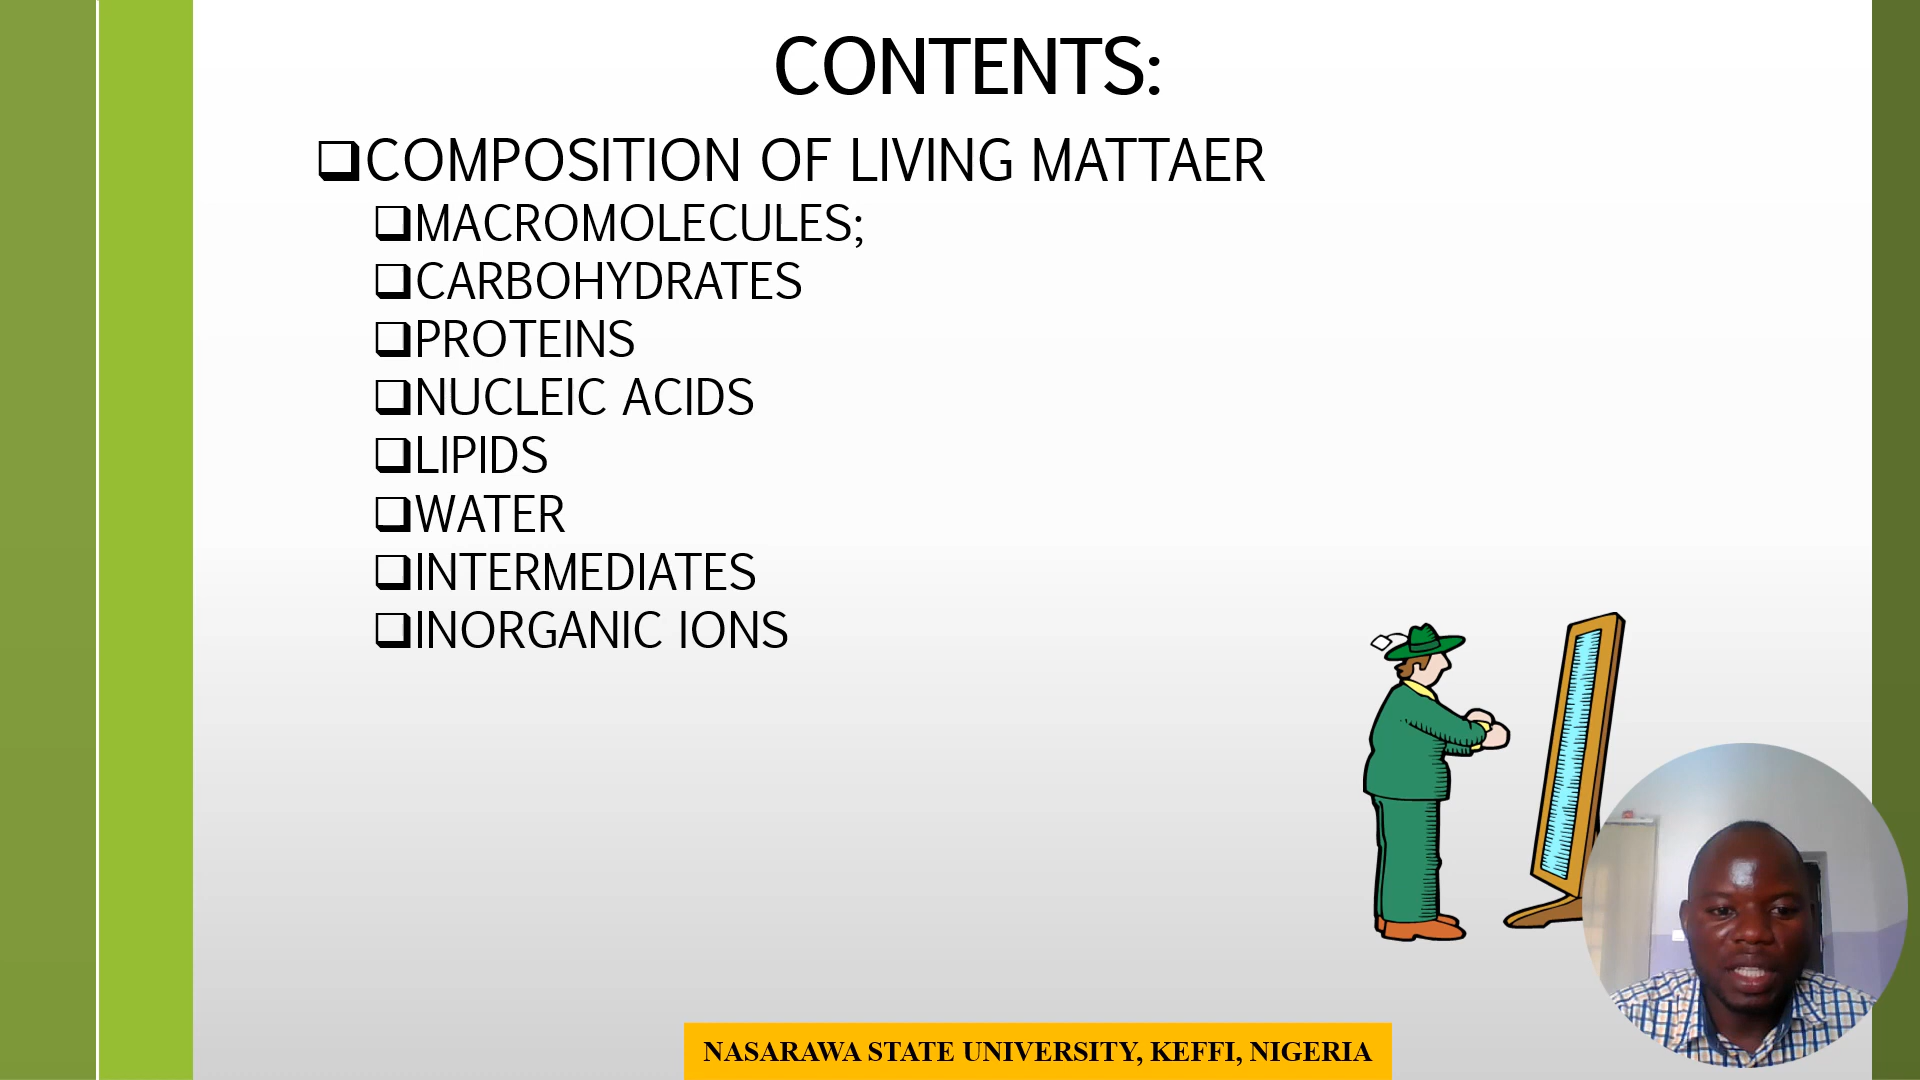 CONTENTS:
❑COMPOSITION OF LIVING MATTAER
❑MACROMOLECULES;
❑CARBOHYDRATES
❑PROTEINS
❑NUCLEIC ACIDS
❑LIPIDS
❑WATER
❑INTERMEDIATES
❑INORGANIC IONS
NASARAWA STATE UNIVERSITY, KEFFI, NIGERIA